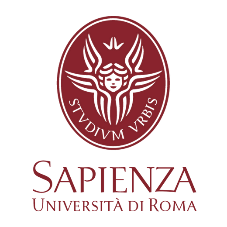 STVDIVM VRBIS
SAPIENZA
UNIVERSITÀ DI ROMA